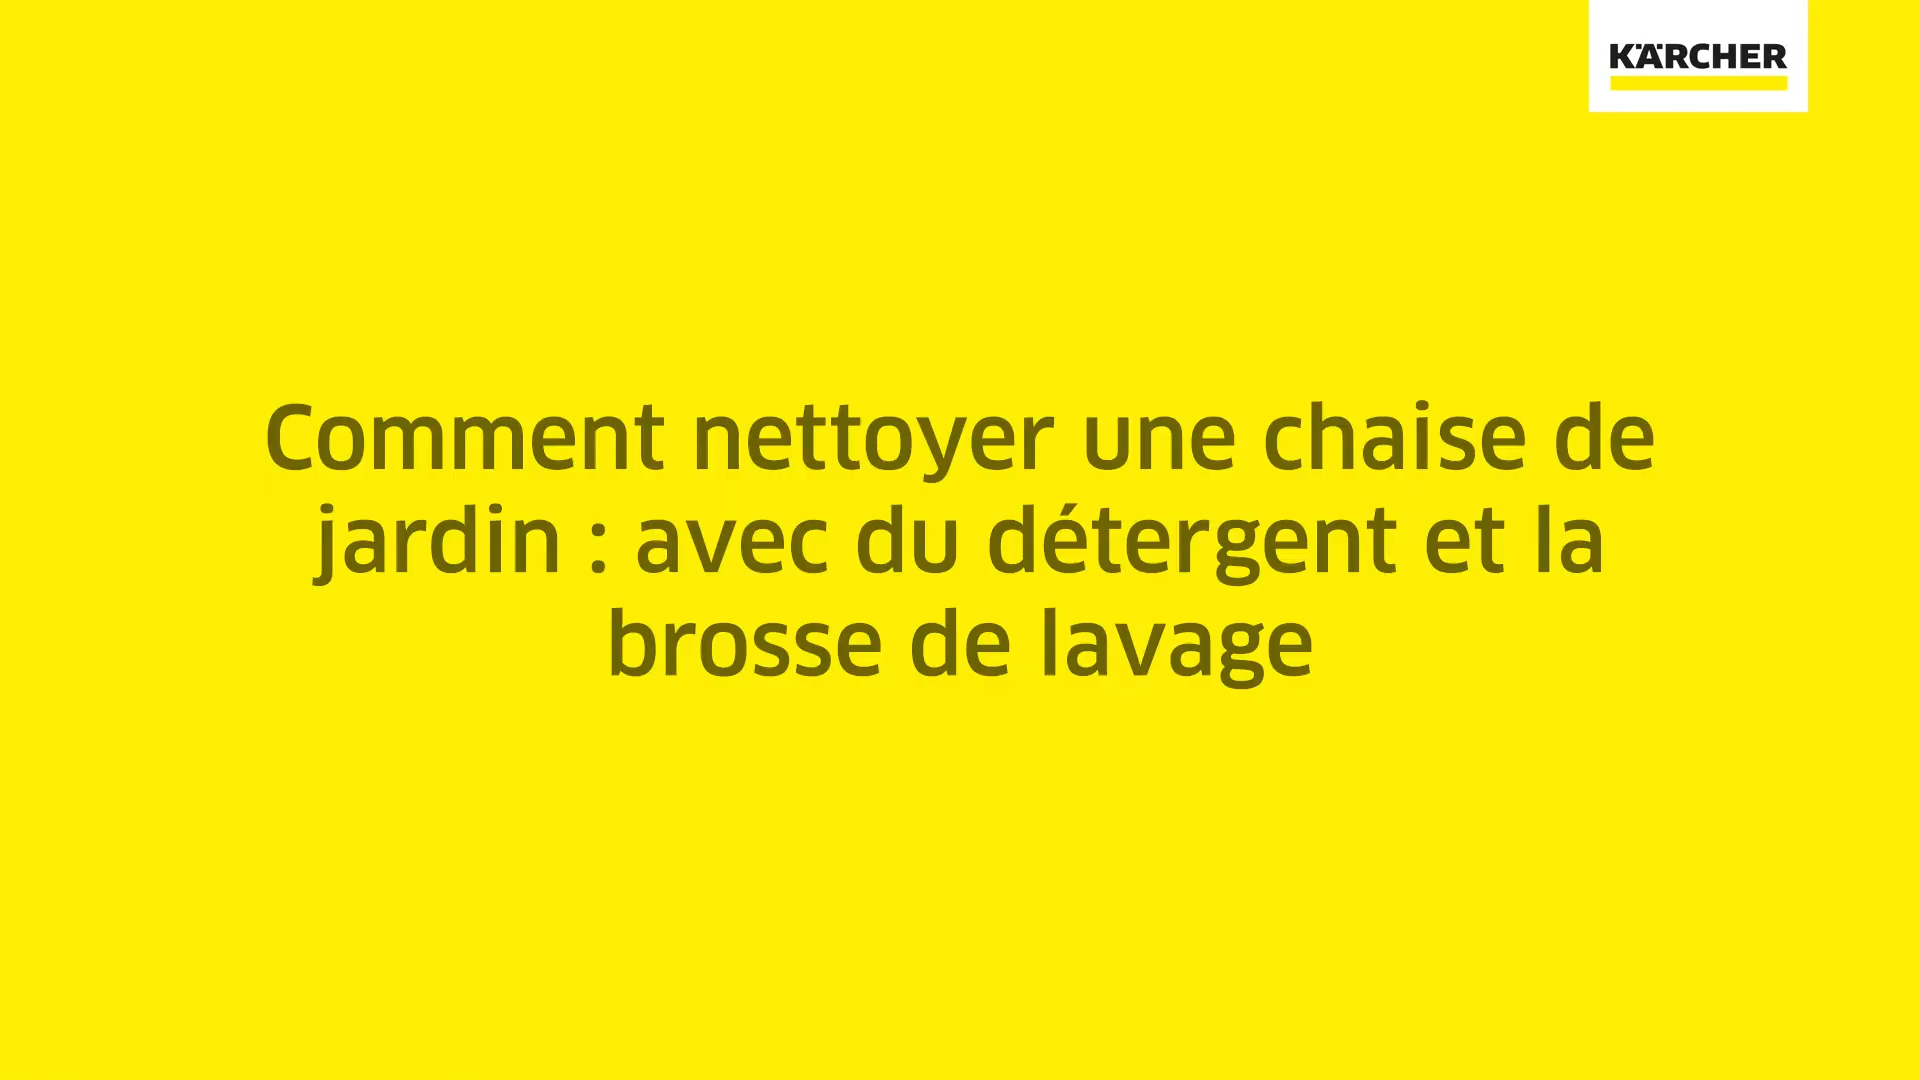 KÄRCHER
Comment nettoyer une chaise de
jardin : avec du détergent et la
brosse de lavage